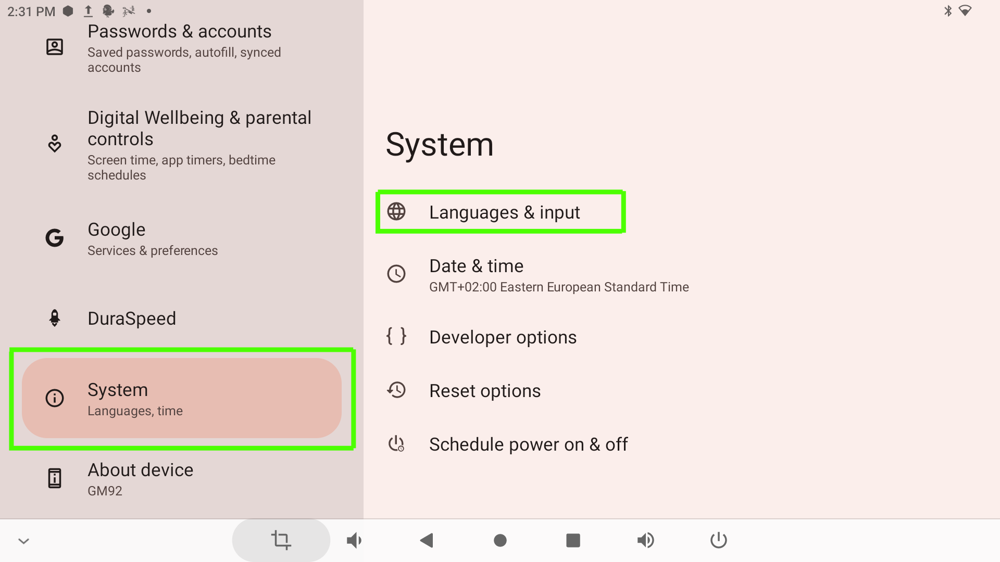 2:31 PM
Passwords & accounts
Saved passwords, autofill, synced
accounts
Digital Wellbeing & parental
controls
Screen time, app timers, bedtime
schedules
Google
Services & preferences
DuraSpeed
System
Languages, time
About device
GM92
System
Languages & input
Date & time
GMT+02:00 Eastern European Standard Time
Developer options
Reset options
Schedule power on & off